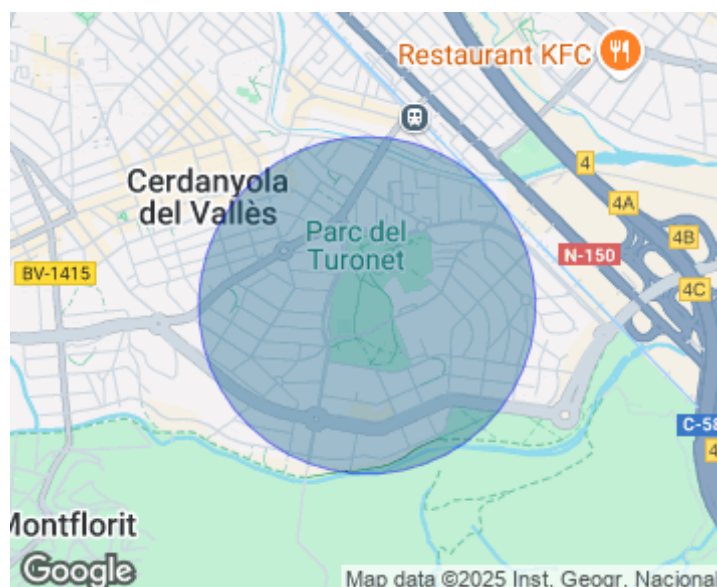 Restaurant KFC
Cerdanyola
del Vallès
4
4A
Parc del
Turonet
4B
N-150
BV-1415
4C
C-58
4
Montflorit
Google
Map data ©2025 Inst. Geogr. Nacional